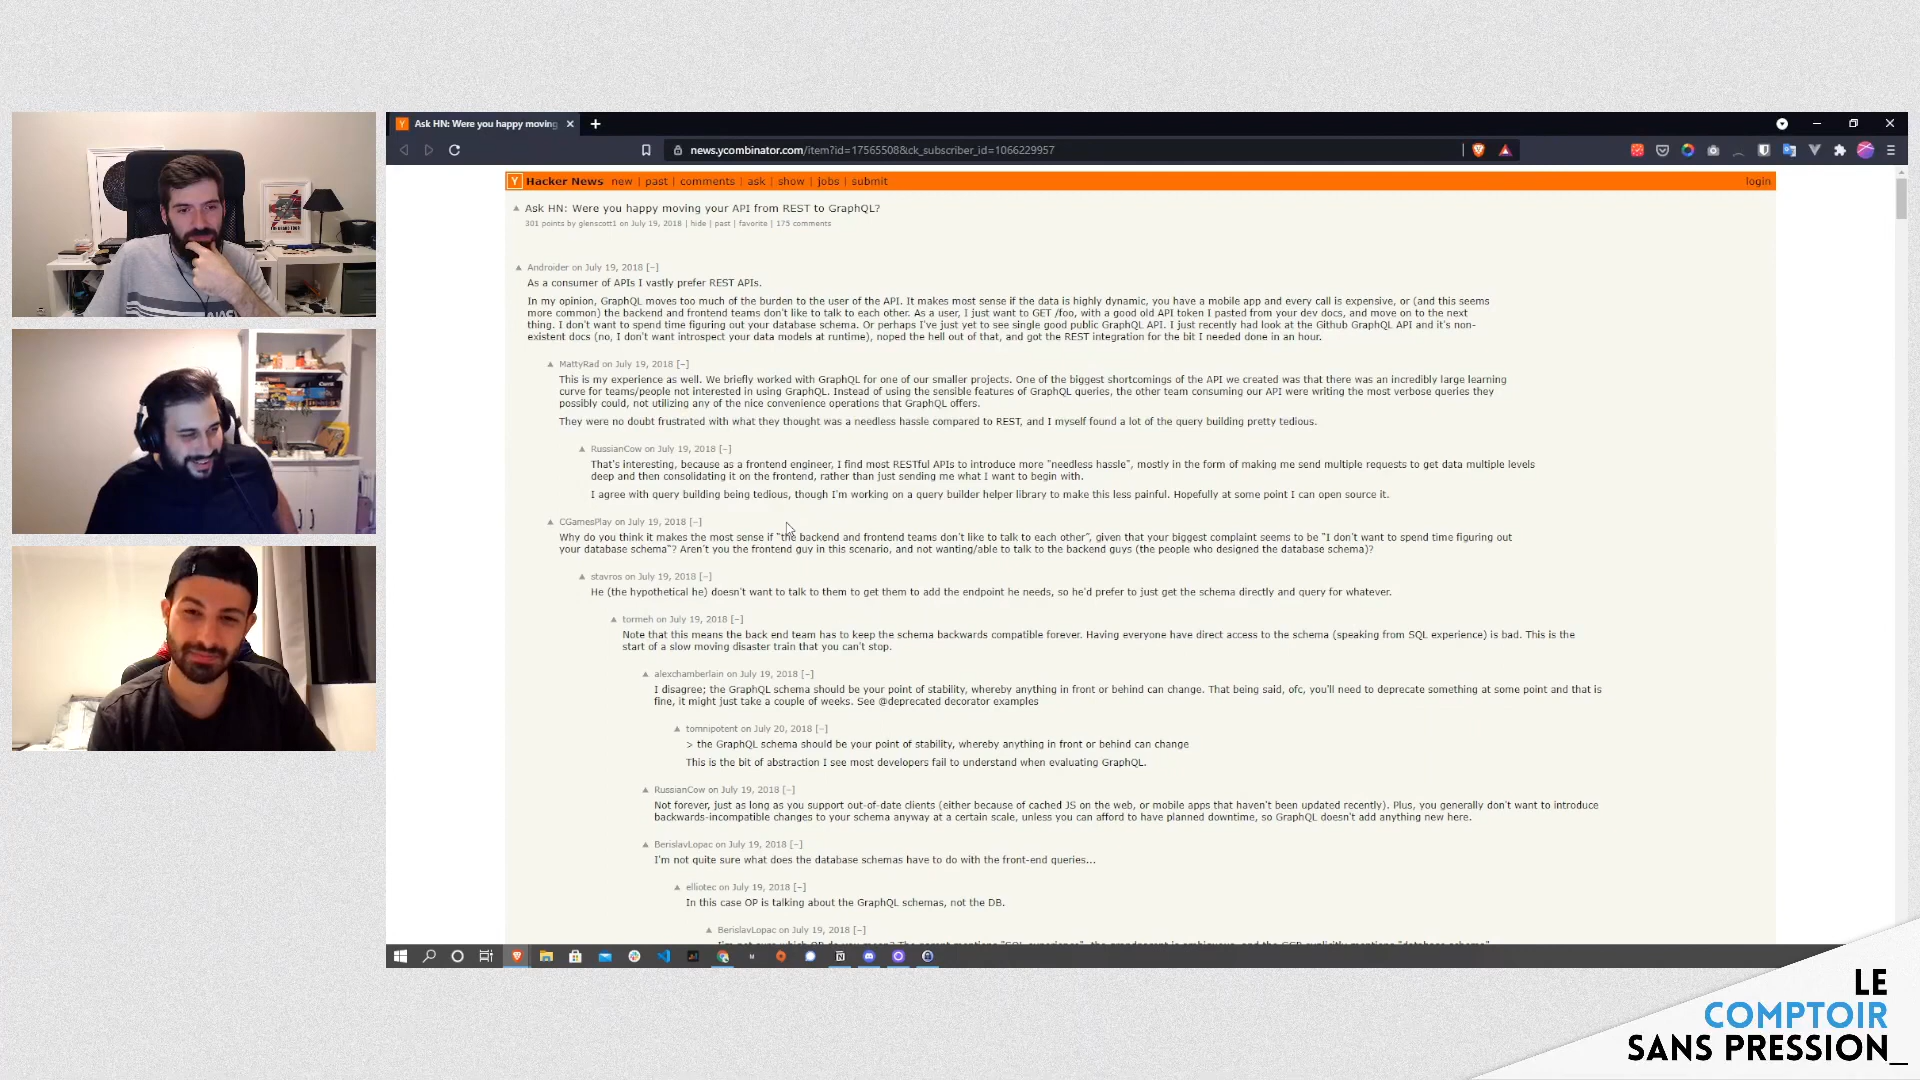 Ask HN: Were you happy moving
news.ycombinator.com/item?id=17565508&ck_subscriber_id=1066229957
Y Hacker News new | past | comments | ask | show | jobs | submit login
Ask HN: Were you happy moving your API from REST to GraphQL?
301 points by glenscott1 on July 19, 2018 | hide | past | favorite | 175 comments
Androider on July 19, 2018 [–]
As a consumer of APIs I vastly prefer REST APIs.
In my opinion, GraphQL moves too much of the burden to the user of the API. It makes most sense if the data is highly dynamic, you have a mobile app and every call is expensive, or (and this seems
more common) the backend and frontend teams don't like to talk to each other. As a user, I just want to GET /foo, with a good old API token I pasted from your dev docs, and move on to the next
thing. I don't want to spend time figuring out your database schema. Or perhaps I've just yet to see single good public GraphQL API. I just recently had look at the Github GraphQL API and it's non-
existent docs (no, I don't want introspect your data models at runtime), noped the hell out of that, and got the REST integration for the bit I needed done in an hour.
MattyRad on July 19, 2018 [–]
This is my experience as well. We briefly worked with GraphQL for one of our smaller projects. One of the biggest shortcomings of the API we created was that there was an incredibly large learning
curve for teams/people not interested in using GraphQL. Instead of using the sensible features of GraphQL queries, the other team consuming our API were writing the most verbose queries they
possibly could, not utilizing any of the nice convenience operations that GraphQL offers.
They were no doubt frustrated with what they thought was a needless hassle compared to REST, and I myself found a lot of the query building pretty tedious.
RussianCow on July 19, 2018 [–]
That's interesting, because as a frontend engineer, I find most RESTful APIs to introduce more "needless hassle", mostly in the form of making me send multiple requests to get data multiple levels
deep and then consolidating it on the frontend, rather than just sending me what I want to begin with.
I agree with query building being tedious, though I'm working on a query builder helper library to make this less painful. Hopefully at some point I can open source it.
CGamesPlay on July 19, 2018 [–]
Why do you think it makes the most sense if "the backend and frontend teams don't like to talk to each other", given that your biggest complaint seems to be "I don't want to spend time figuring out
your database schema"? Aren't you the frontend guy in this scenario, and not wanting/able to talk to the backend guys (the people who designed the database schema)?
stavros on July 19, 2018 [–]
He (the hypothetical he) doesn't want to talk to them to get them to add the endpoint he needs, so he'd prefer to just get the schema directly and query for whatever.
tormeh on July 19, 2018 [–]
Note that this means the back end team has to keep the schema backwards compatible forever. Having everyone have direct access to the schema (speaking from SQL experience) is bad. This is the
start of a slow moving disaster train that you can't stop.
alexchamberlain on July 19, 2018 [–]
I disagree; the GraphQL schema should be your point of stability, whereby anything in front or behind can change. That being said, ofc, you'll need to deprecate something at some point and that is
fine, it might just take a couple of weeks. See @deprecated decorator examples
tomnipotent on July 20, 2018 [–]
> the GraphQL schema should be your point of stability, whereby anything in front or behind can change
This is the bit of abstraction I see most developers fail to understand when evaluating GraphQL.
RussianCow on July 19, 2018 [–]
Not forever, just as long as you support out-of-date clients (either because of cached JS on the web, or mobile apps that haven't been updated recently). Plus, you generally don't want to introduce
backwards-incompatible changes to your schema anyway at a certain scale, unless you can afford to have planned downtime, so GraphQL doesn't add anything new here.
BerislavLopac on July 19, 2018 [–]
I'm not quite sure what does the database schemas have to do with the front-end queries...
elliotec on July 19, 2018 [–]
In this case OP is talking about the GraphQL schemas, not the DB.
BerislavLopac on July 19, 2018 [–]
LE
COMPTOIR
SANS PRESSION_